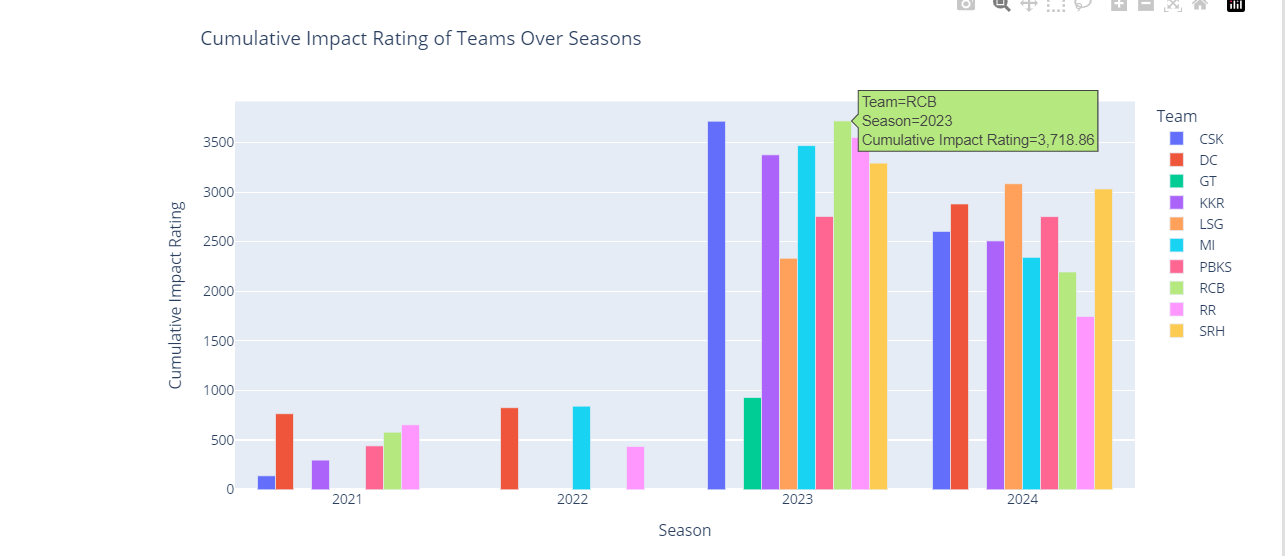 Cumulative Impact Rating of Teams Over Seasons
Team=RCB
Season=2023
Cumulative Impact Rating=3,718.86
Cumulative Impact Rating
3500
3000
2500
2000
1500
1000
500
0
2021
2022
2023
2024
Season
Team
CSK
DC
GT
KKR
LSG
MI
PBKS
RCB
RR
SRH